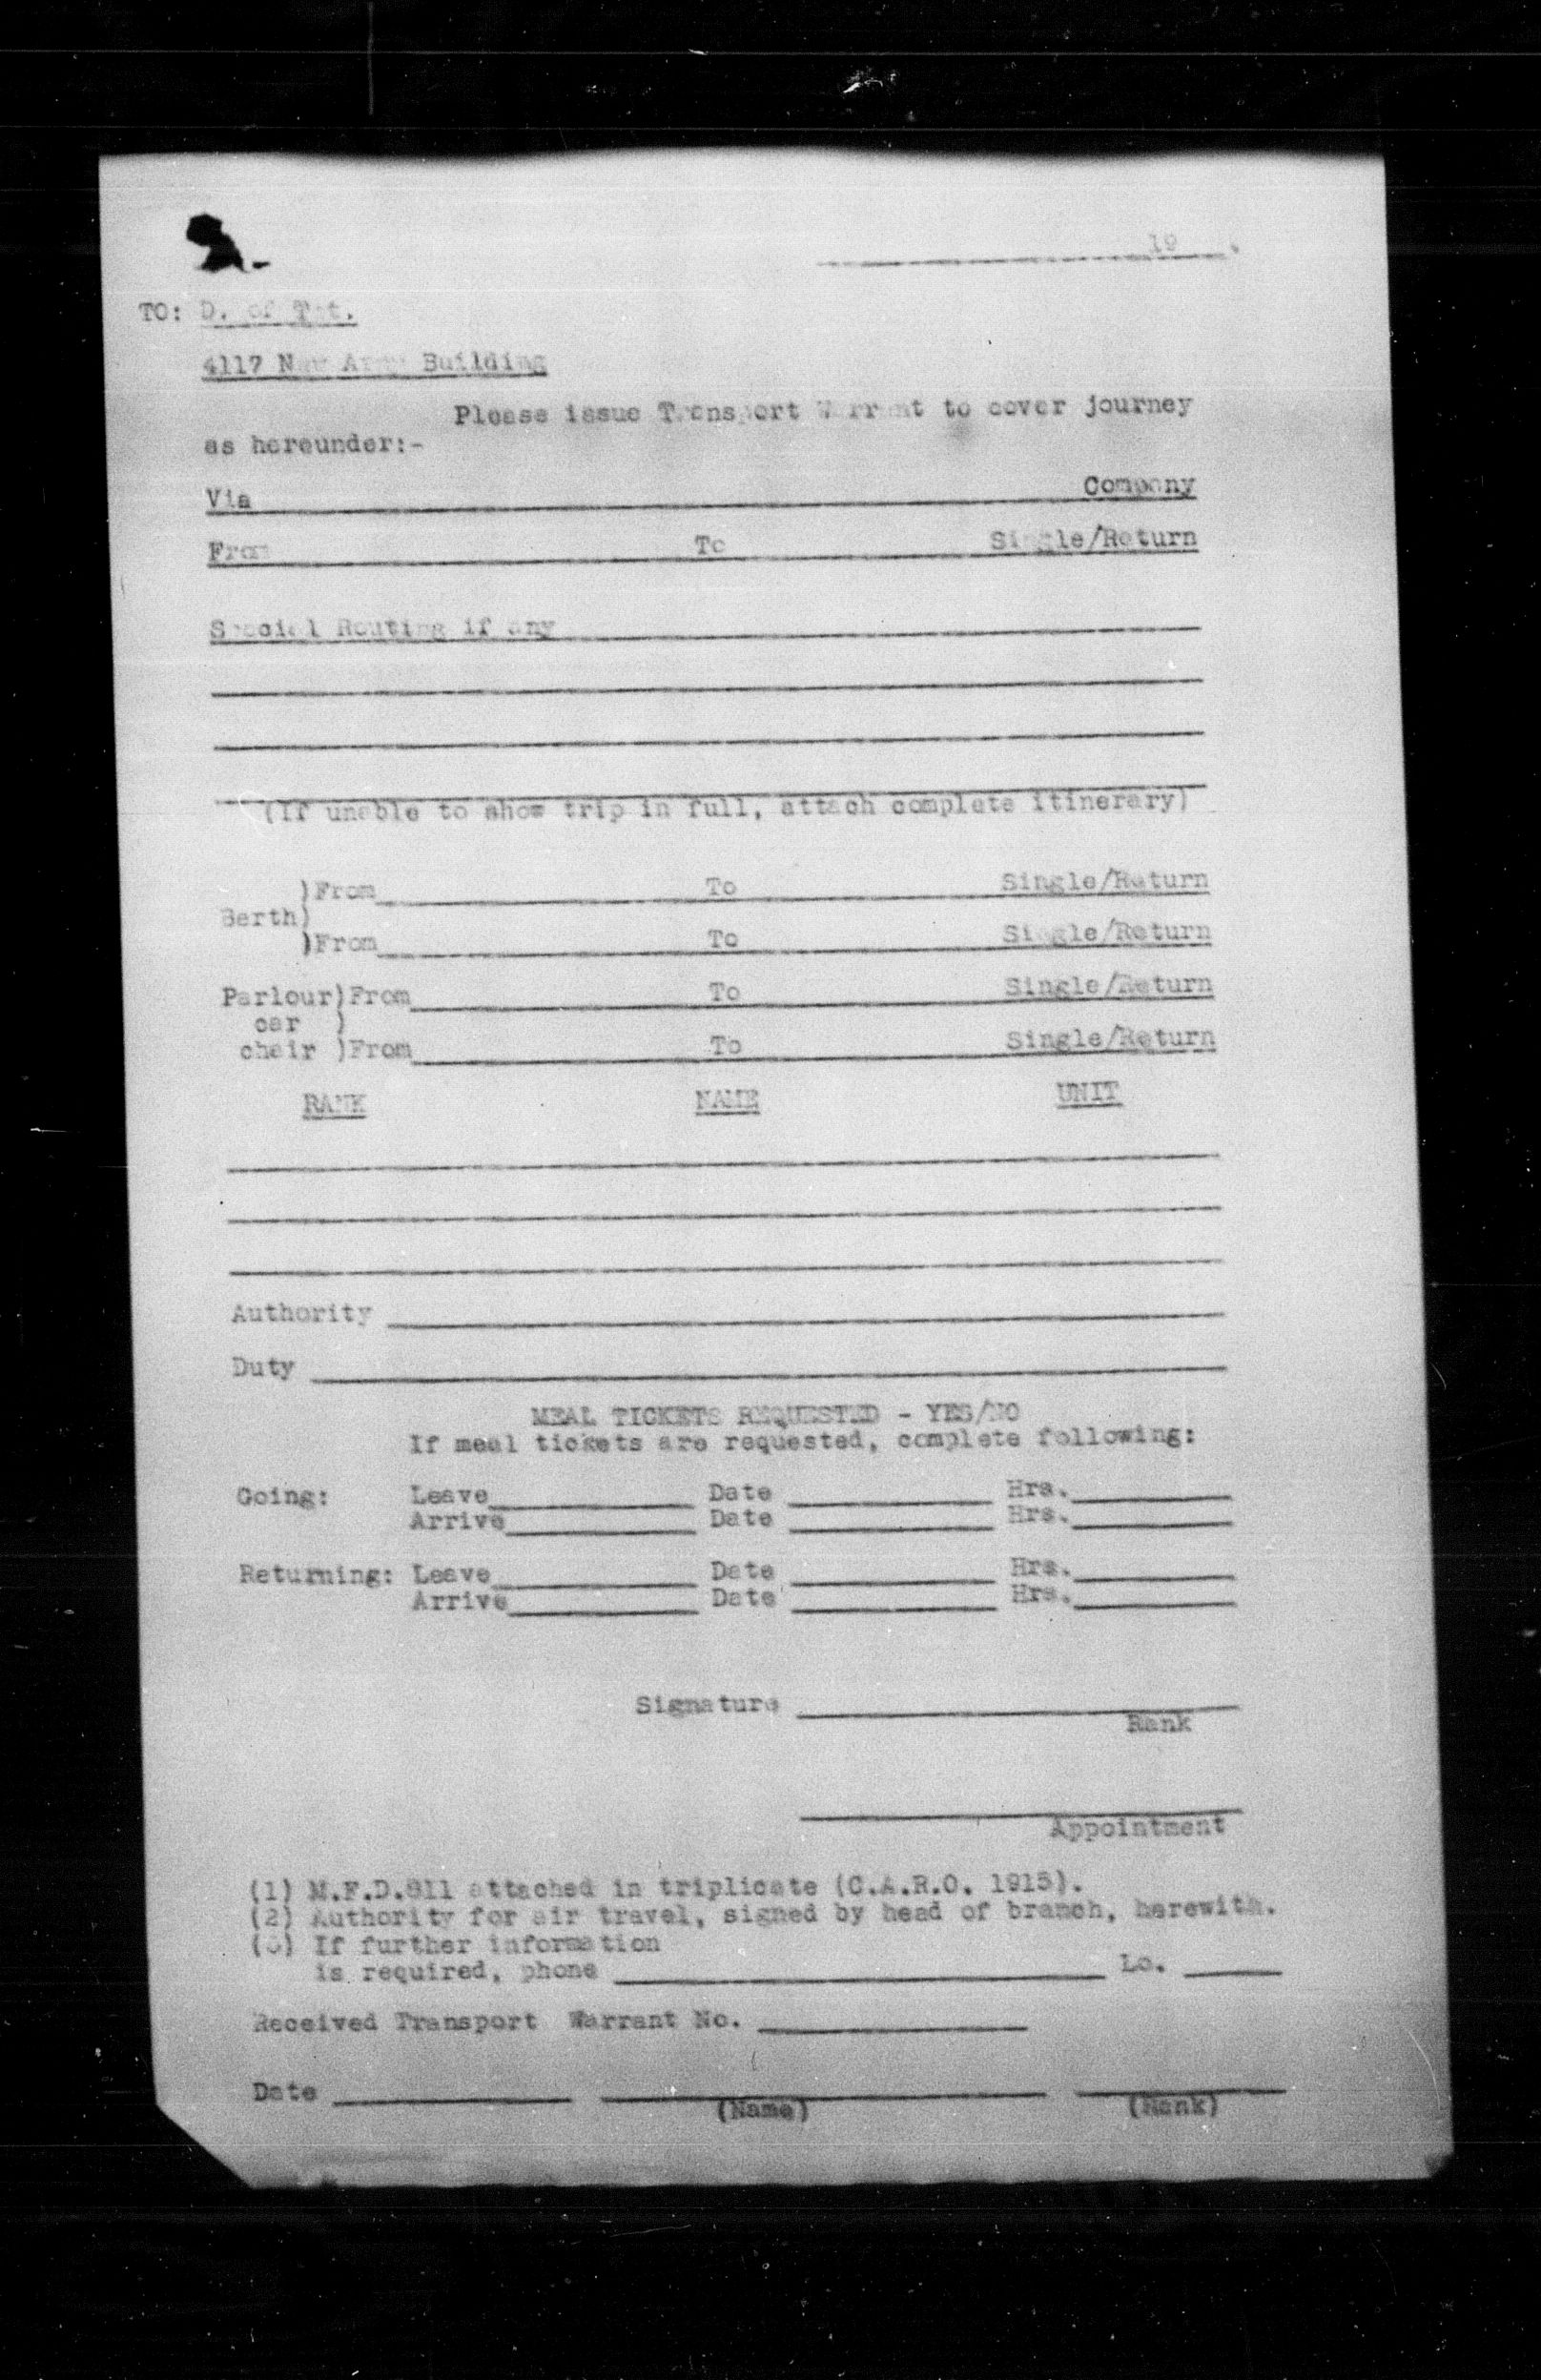 19 .
TO: D. of Tpt.
4117 New Army Building
Please issue Transport Warrant to cover journey
as hereunder:-
Via Company
From To Single/Return
Special Routing if any
(If unable to show trip in full, attach complete itinerary)
)From To Single/Return
Berth)
)From To Single/Return
Parlour)From To Single/Return
car )
chair )From To Single/Return
RANK NAME UNIT
Authority
Duty
MEAL TICKETS REQUESTED - YES/NO
If meal tickets are requested, complete following:
Going: Leave Date Hrs.
Arrive Date Hrs.
Returning: Leave Date Hrs.
Arrive Date Hrs.
Signature
Rank
Appointment
(1) M.F.D.811 attached in triplicate (C.A.R.O. 1915).
(2) Authority for air travel, signed by head of branch, herewith.
(3) If further information
is required, phone Lo.
Received Transport Warrant No.
Date
(Name) (Rank)